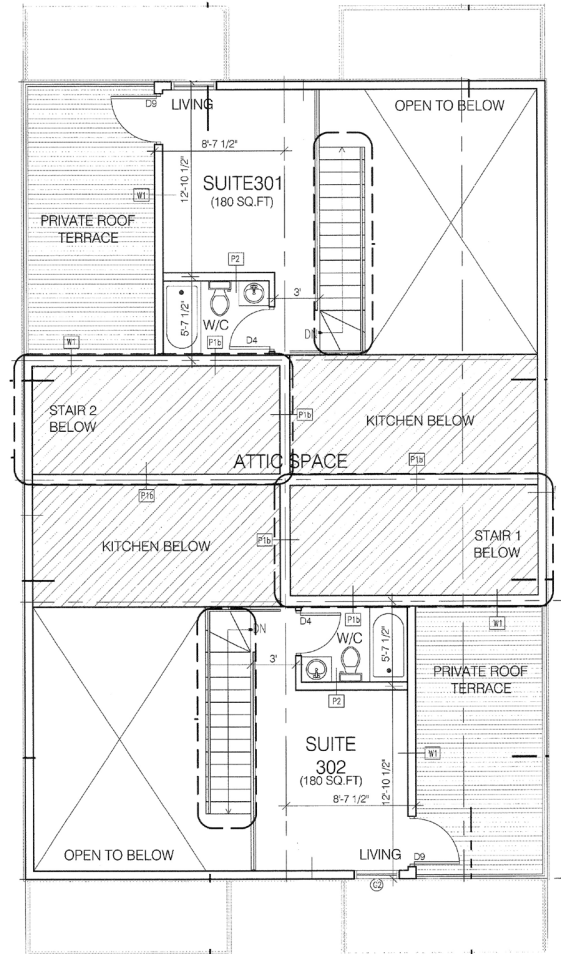 LIVING
D9
OPEN TO BELOW
8'-7 1/2"
12'-10 1/2"
SUITE301
(180 SQ.FT)
W1
PRIVATE ROOF
TERRACE
P2
3'
5'-7 1/2"
W/C
DN
D4
W1
P1b
STAIR 2
BELOW
P1b
KITCHEN BELOW
ATTIC SPACE
P1b
P1b
P1b
KITCHEN BELOW
STAIR 1
BELOW
D4
P1b
W1
DN
W/C
5'-7 1/2"
3'
PRIVATE ROOF
TERRACE
P2
SUITE
302
(180 SQ.FT)
W1
12'-10 1/2"
8'-7 1/2"
OPEN TO BELOW
LIVING
D9
G2